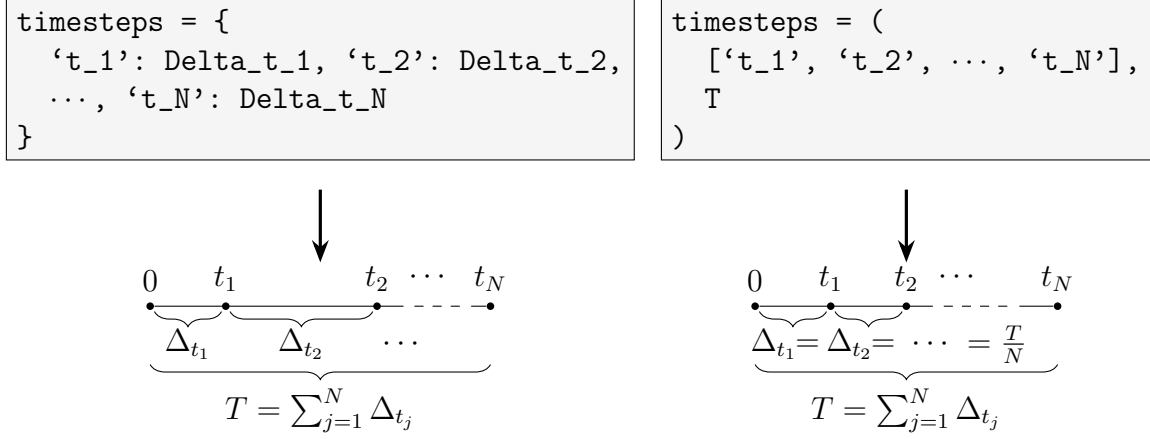 timesteps = {
‘t_1’: Delta_t_1, ‘t_2’: Delta_t_2,
⋯, ‘t_N’: Delta_t_N
}
timesteps = (
[‘t_1’, ‘t_2’, ⋯, ‘t_N’],
T
)
0 t₁ t₂ ⋯ t_N
Δ_{t₁} Δ_{t₂} ⋯
T = ∑_{j=1}^{N} Δ_{t_j}
0 t₁ t₂ ⋯ t_N
Δ_{t₁} = Δ_{t₂} = ⋯ = \frac{T}{N}
T = ∑_{j=1}^{N} Δ_{t_j}